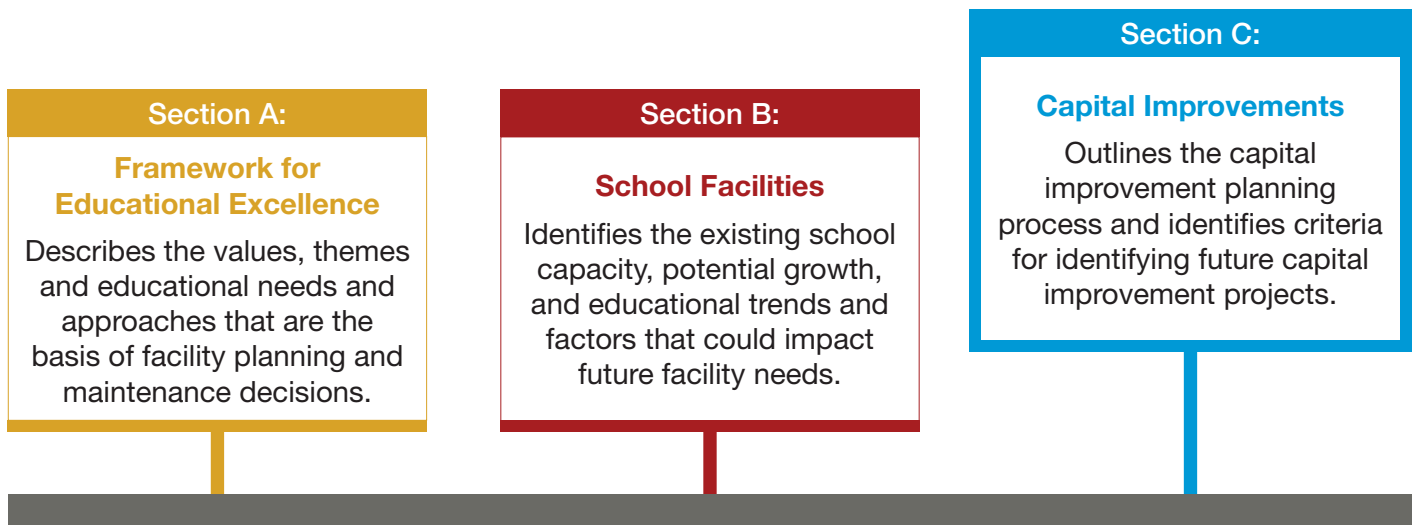 Section A:
Framework for
Educational Excellence
Describes the values, themes
and educational needs and
approaches that are the
basis of facility planning and
maintenance decisions.
Section B:
School Facilities
Identifies the existing school
capacity, potential growth,
and educational trends and
factors that could impact
future facility needs.
Section C:
Capital Improvements
Outlines the capital
improvement planning
process and identifies criteria
for identifying future capital
improvement projects.